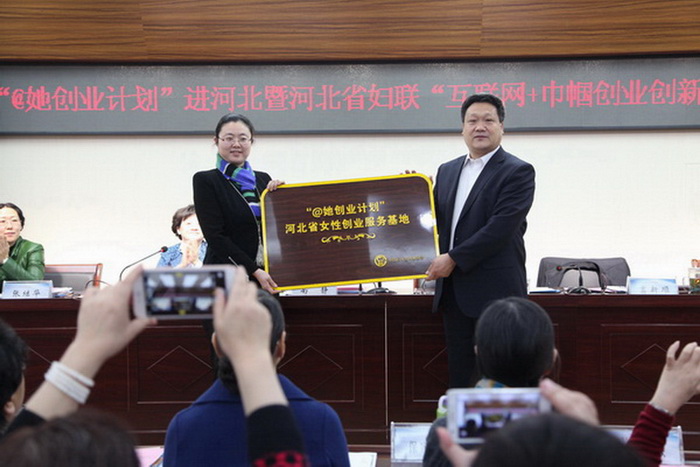 “@她创业计划”进河北暨河北省妇联“互联网+巾帼创业创新
“@她创业计划”
河北省女性创业服务基地